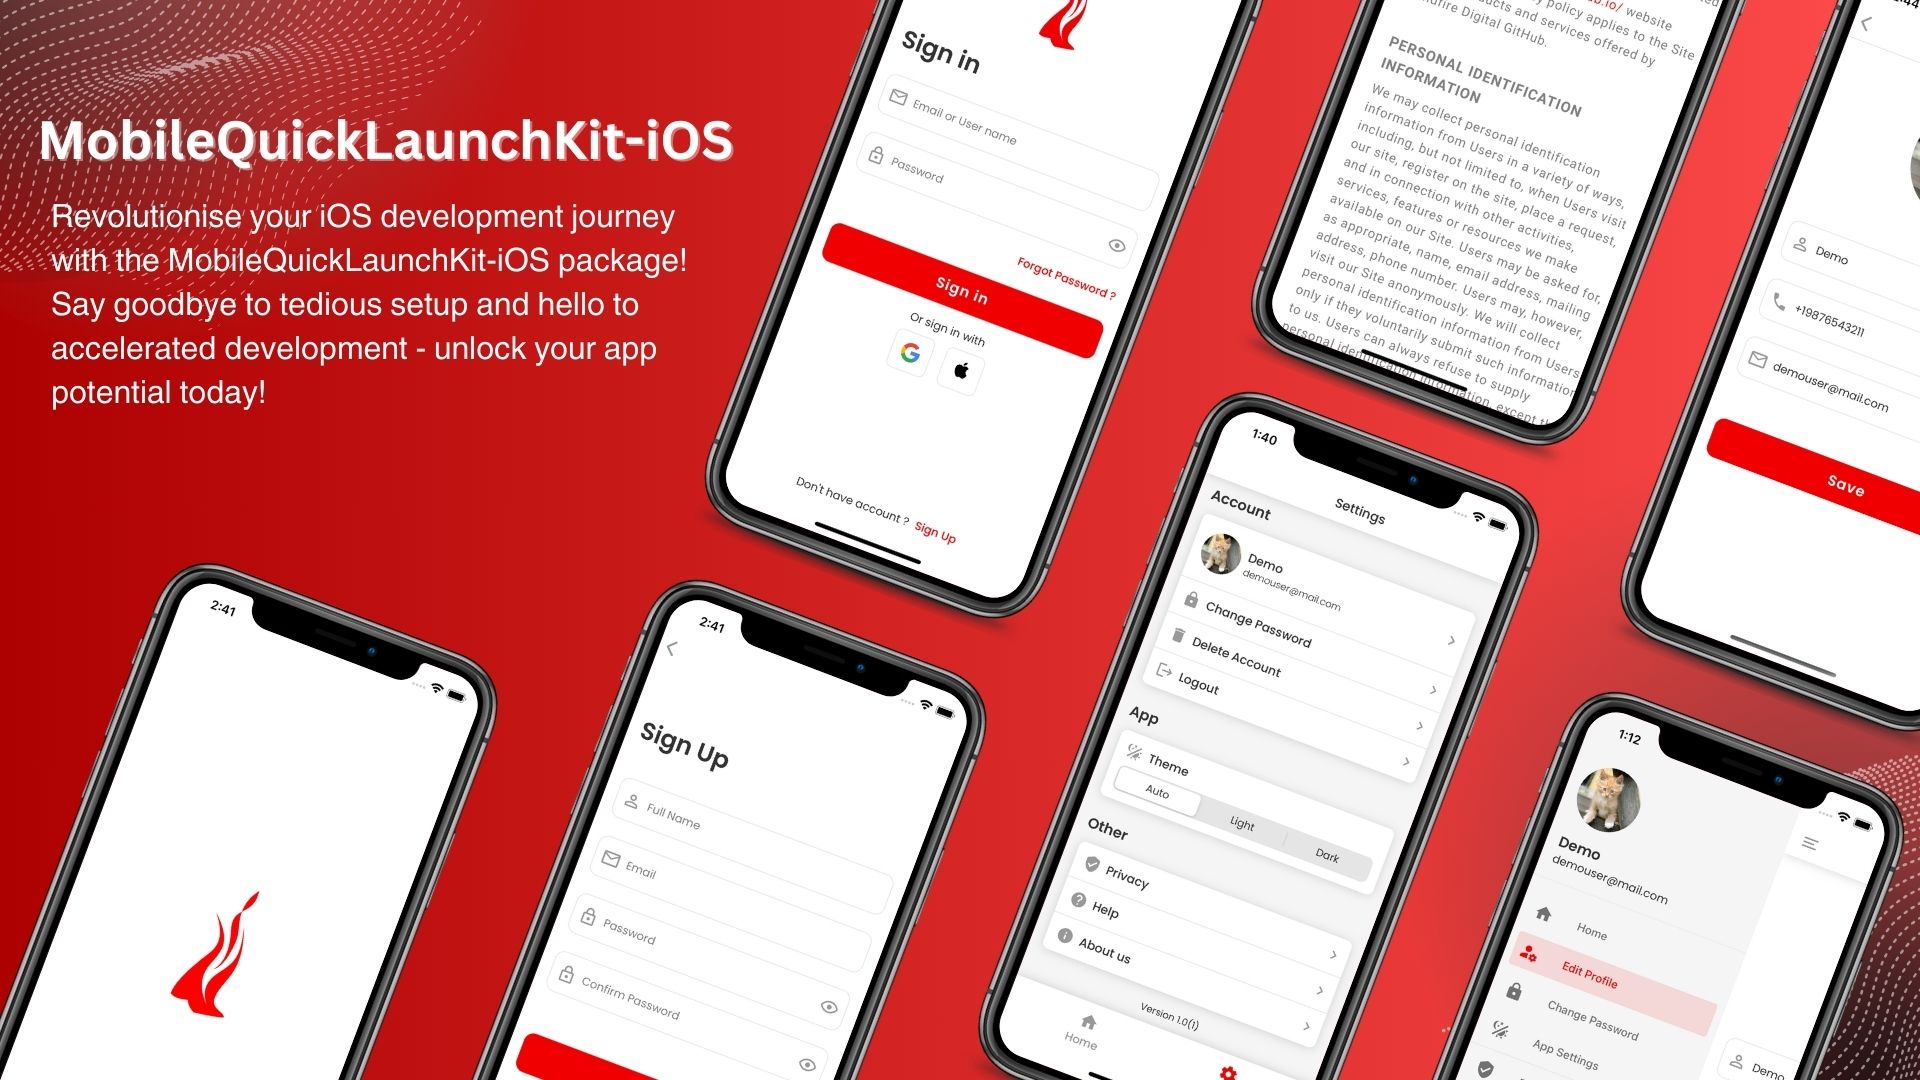 MobileQuickLaunchKit-iOS
Revolutionise your iOS development journey
with the MobileQuickLaunchKit-iOS package!
Say goodbye to tedious setup and hello to
accelerated development - unlock your app
potential today!
Sign in
Email or User name
Password
Forgot Password ?
Sign in
Or sign in with
Don't have account ? Sign Up
website
policy applies to the Site
products and services offered by
Digital GitHub.
PERSONAL IDENTIFICATION
INFORMATION
We may collect personal identification
information from Users in a variety of ways,
including, but not limited to, when Users visit
our site, register on the site, place a request,
and in connection with other activities,
services, features or resources we make
available on our Site. Users may be asked for,
as appropriate, name, email address, mailing
address, phone number. Users may, however,
visit our Site anonymously. We will collect
personal identification information from Users
only if they voluntarily submit such information
to us. Users can always refuse to supply
personal identification information, except
Demo
+19876543211
demouser@mail.com
Save
2:41
2:41
Sign Up
Full Name
Email
Password
Confirm Password
1:40
Settings
Account
Demo
demouser@mail.com
Change Password
Delete Account
Logout
App
Theme
Auto
Light
Dark
Other
Privacy
Help
About us
Version 1.0(1)
Home
1:12
Demo
demouser@mail.com
Home
Edit Profile
Change Password
App Settings
Demo